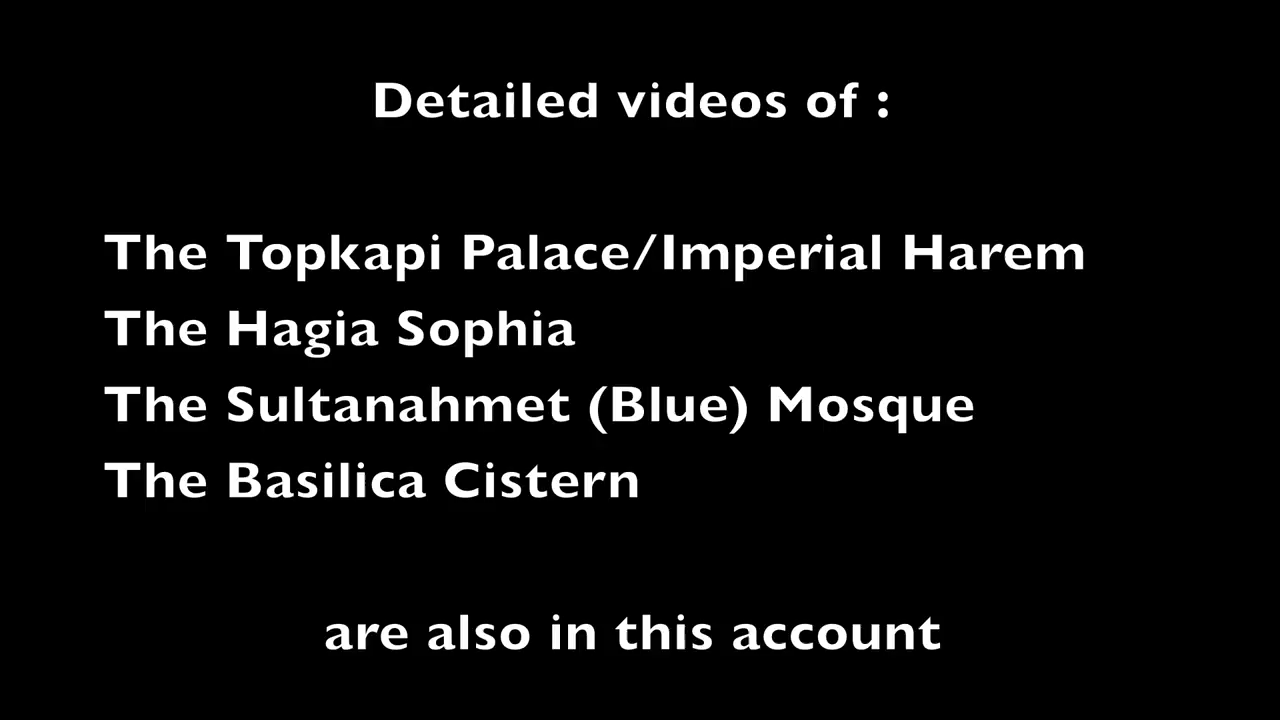 Detailed videos of :
The Topkapi Palace/Imperial Harem
The Hagia Sophia
The Sultanahmet (Blue) Mosque
The Basilica Cistern
are also in this account